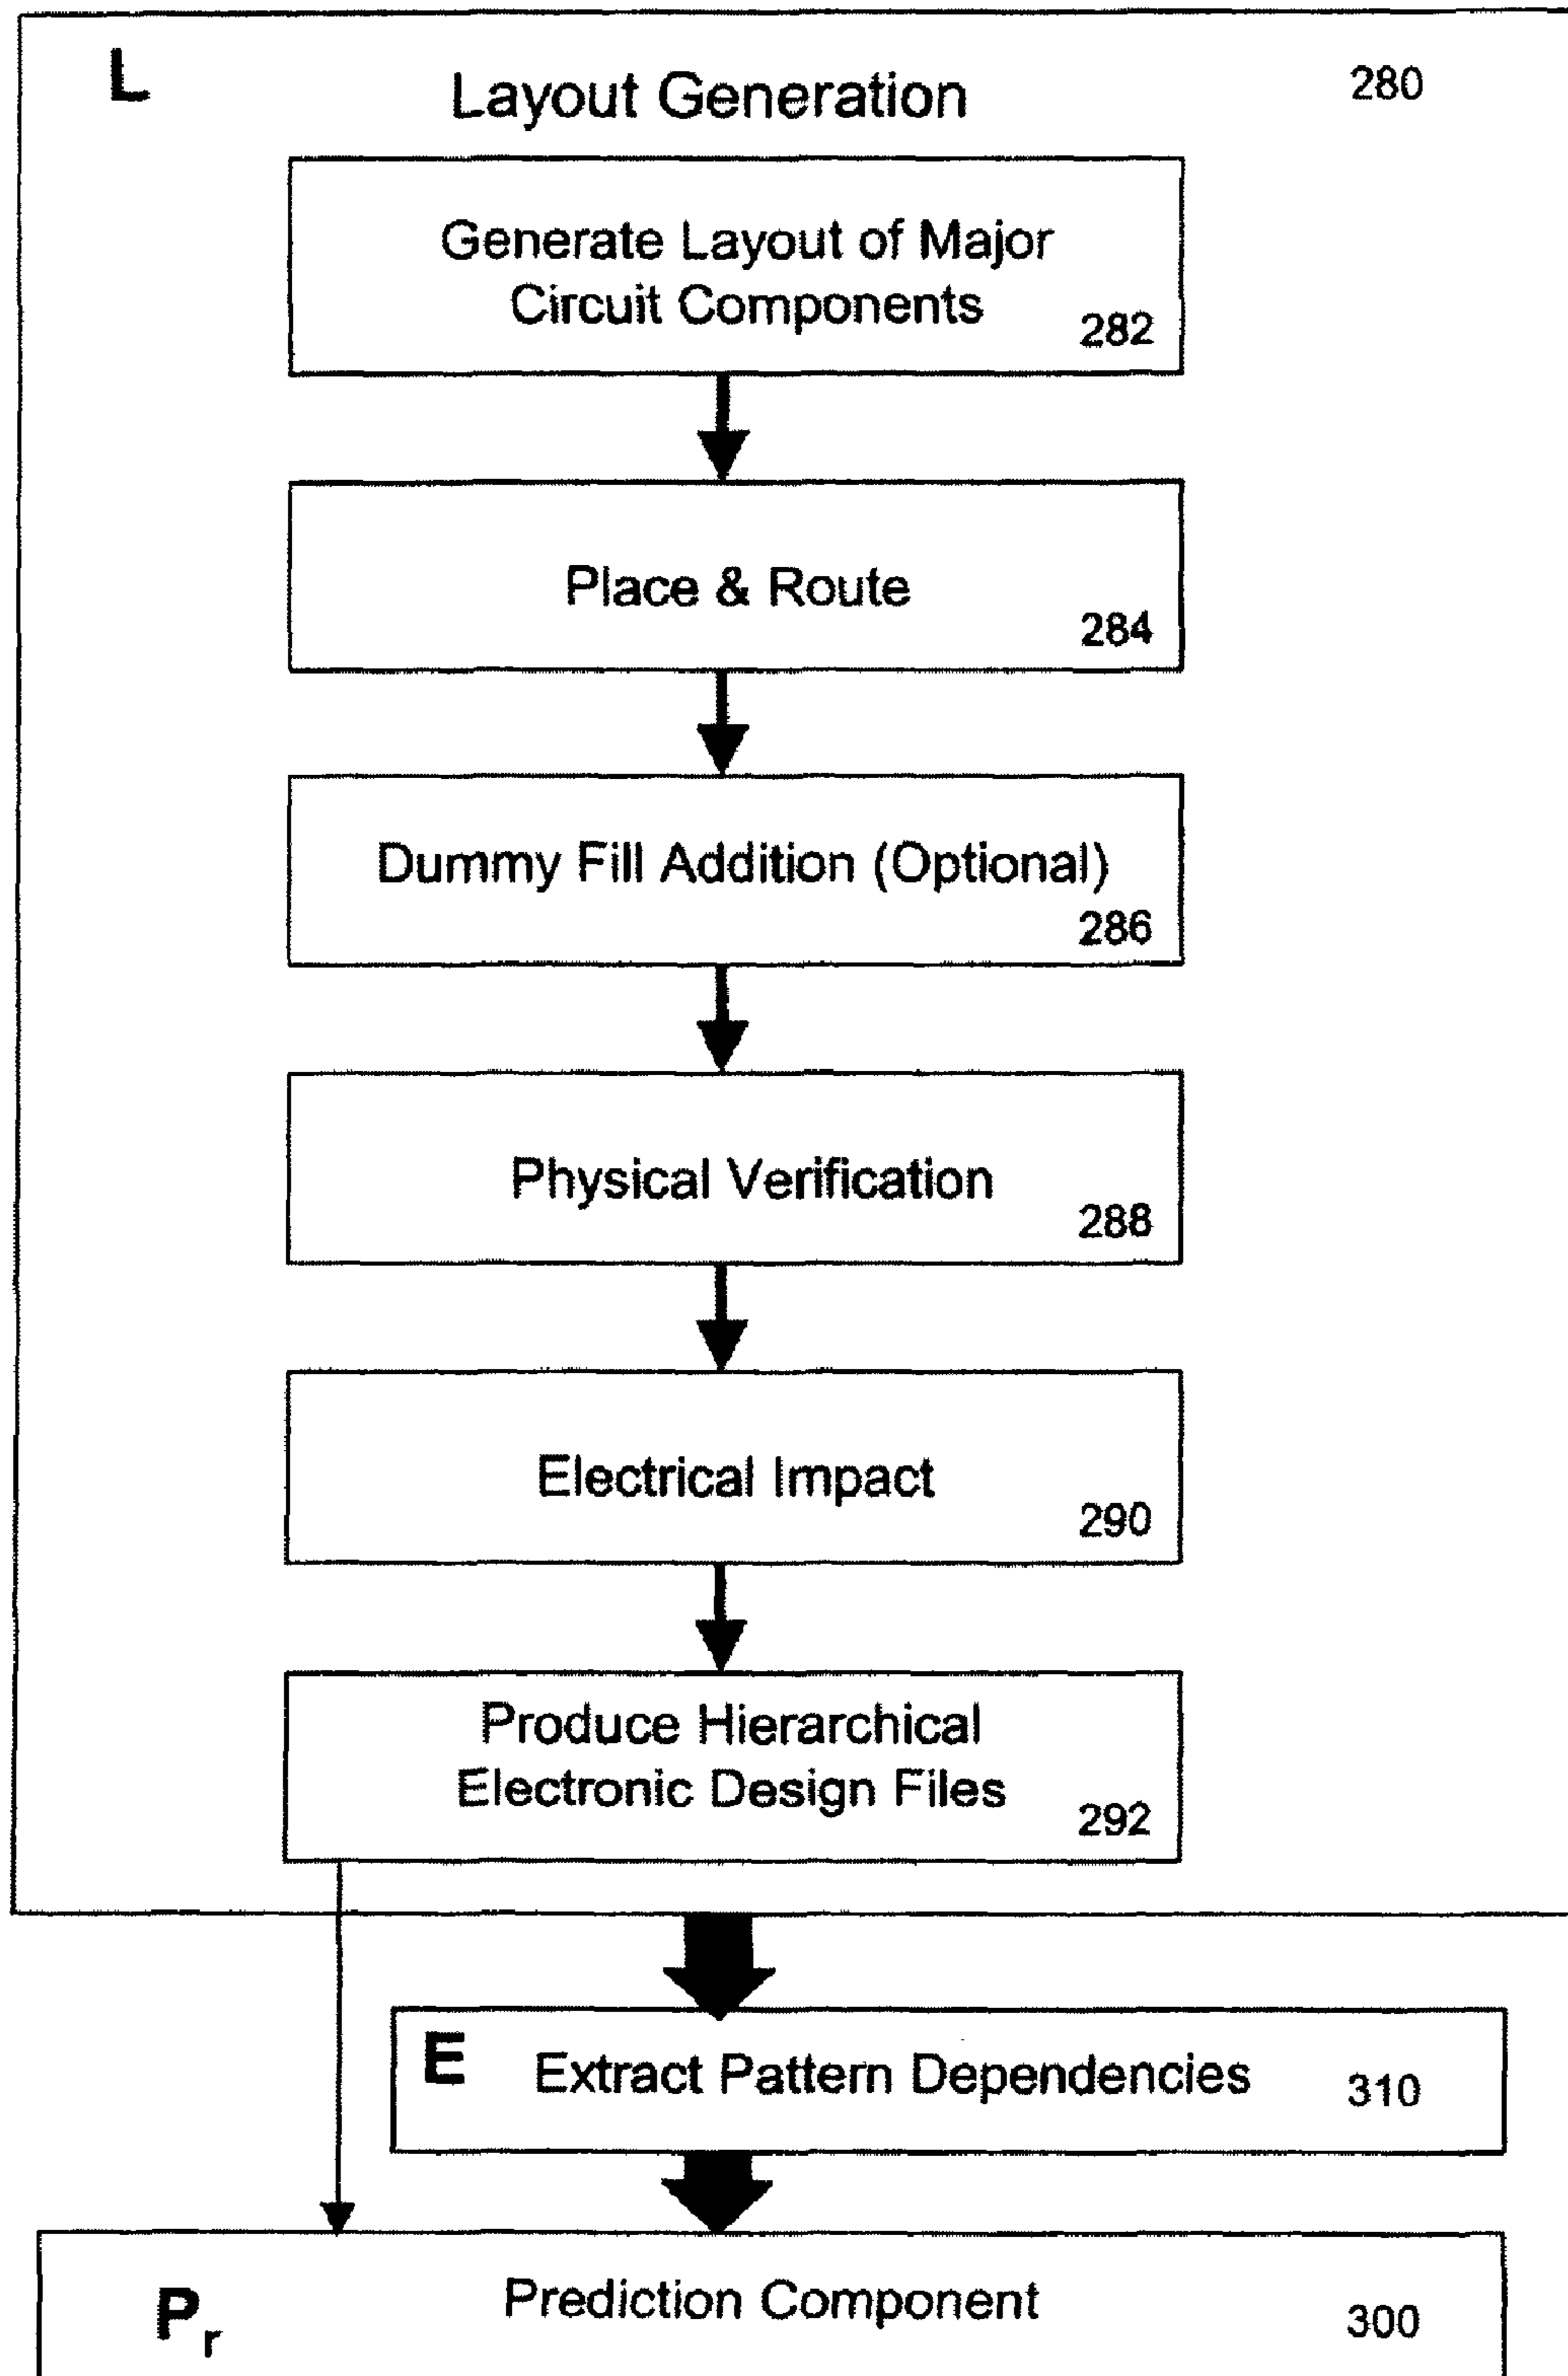 L Layout Generation 280
Generate Layout of Major
Circuit Components 282
Place & Route
284
Dummy Fill Addition (Optional)
286
Physical Verification
288
Electrical Impact
290
Produce Hierarchical
Electronic Design Files
292
E Extract Pattern Dependencies 310
Pr Prediction Component 300